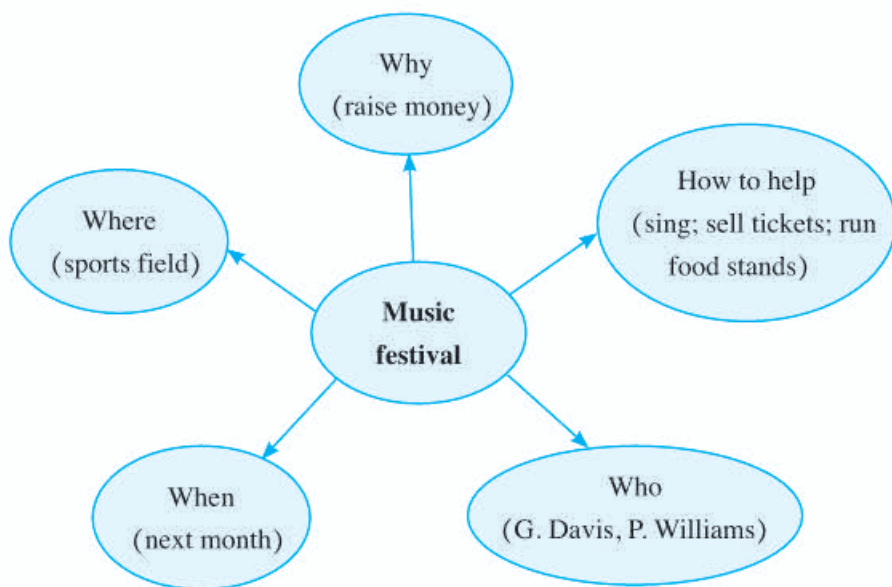 Why
(raise money)
How to help
(sing; sell tickets; run
food stands)
Where
(sports field)
Music
festival
When
(next month)
Who
(G. Davis, P. Williams)